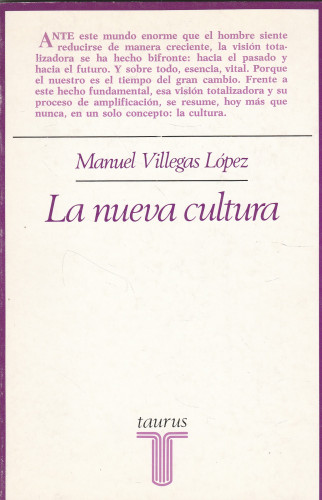 ANTE este mundo enorme que el hombre siente
reducirse de manera creciente, la visión tota-
lizadora se ha hecho bifronte: hacia el pasado y
hacia el futuro. Y sobre todo, esencia, vital. Porque
el nuestro es el tiempo del gran cambio. Frente a
este hecho fundamental, esa visión totalizadora y su
proceso de amplificación, se resume, hoy más que
nunca, en un solo concepto: la cultura.
Manuel Villegas López
La nueva cultura
taurus